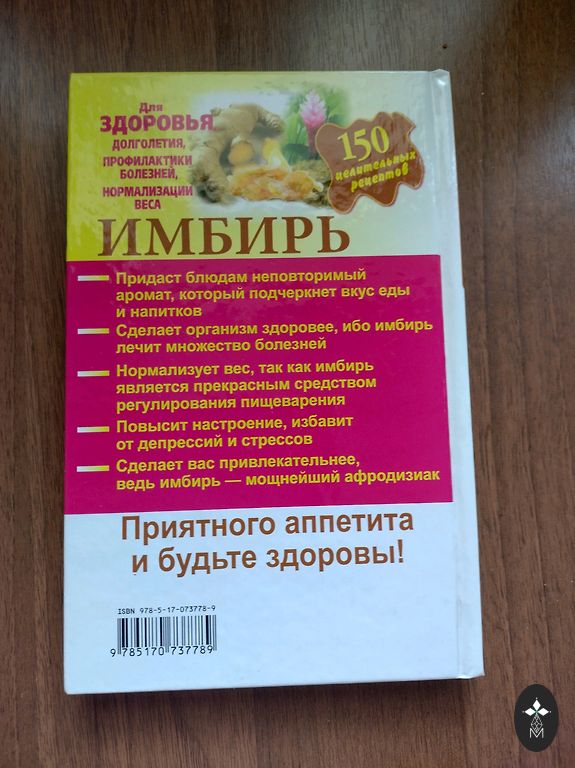 Для
ЗДОРОВЬЯ
ДОЛГОЛЕТИЯ,
ПРОФИЛАКТИКИ
БОЛЕЗНЕЙ,
НОРМАЛИЗАЦИИ
ВЕСА
150
целительных
рецептов
ИМБИРЬ
Придаст блюдам неповторимый
аромат, который подчеркнет вкус еды
и напитков
Сделает организм здоровее, ибо имбирь
лечит множество болезней
Нормализует вес, так как имбирь
является прекрасным средством
регулирования пищеварения
Повысит настроение, избавит
от депрессий и стрессов
Сделает вас привлекательнее,
ведь имбирь — мощнейший афродизиак
Приятного аппетита
и будьте здоровы!
ISBN 978-5-17-073778-9
9 785170 737789
М